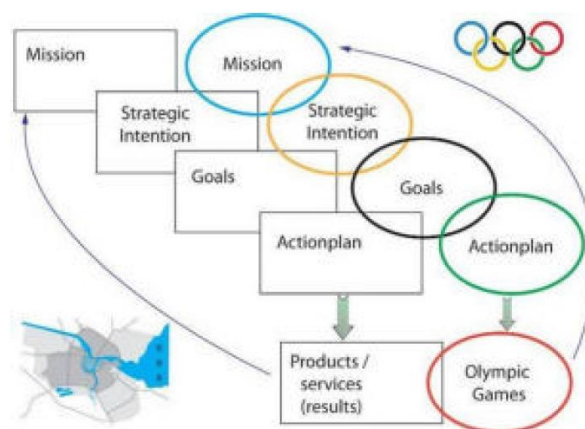 Mission
Mission
Strategic
Intention
Strategic
Intention
Goals
Goals
Actionplan
Actionplan
Products /
services
(results)
Olympic
Games